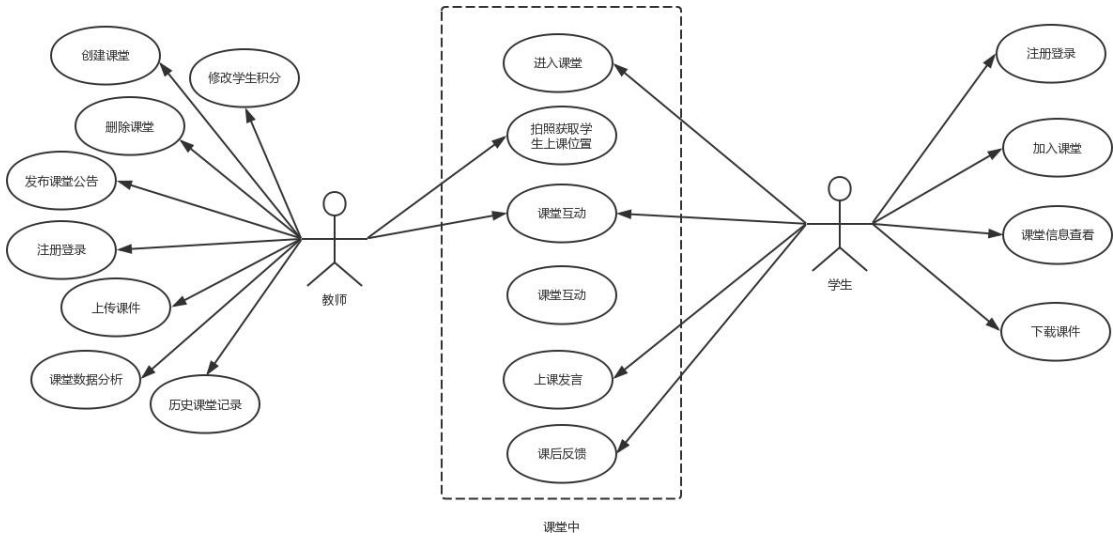 创建课堂
修改学生积分
删除课堂
发布课堂公告
注册登录
上传课件
课堂数据分析
历史课堂记录
教师
进入课堂
拍照获取学
生上课位置
课堂互动
课堂互动
上课发言
课后反馈
课堂中
学生
注册登录
加入课堂
课堂信息查看
下载课件